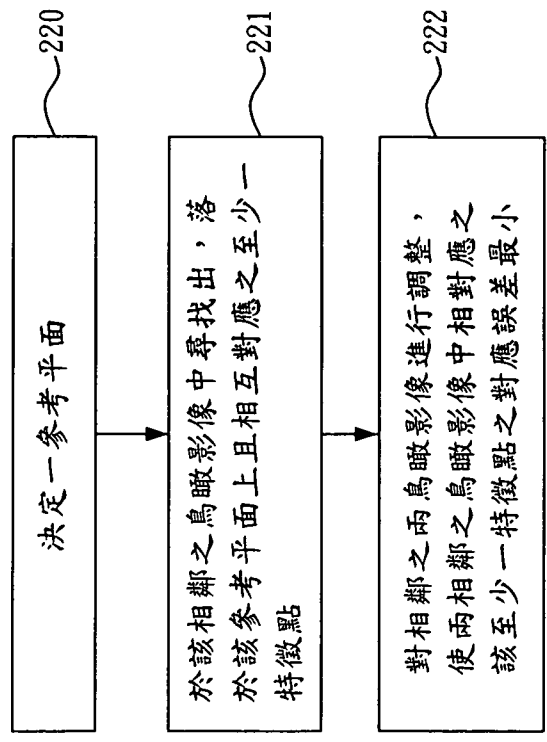 決定一參考平面
220
於該相鄰之鳥瞰影像中尋找出，落
於該參考平面上且相互對應之至少一
特徵點
221
對相鄰之兩鳥瞰影像進行調整，
使兩相鄰之鳥瞰影像中相對應之
該至少一特徵點之對應誤差最小
222